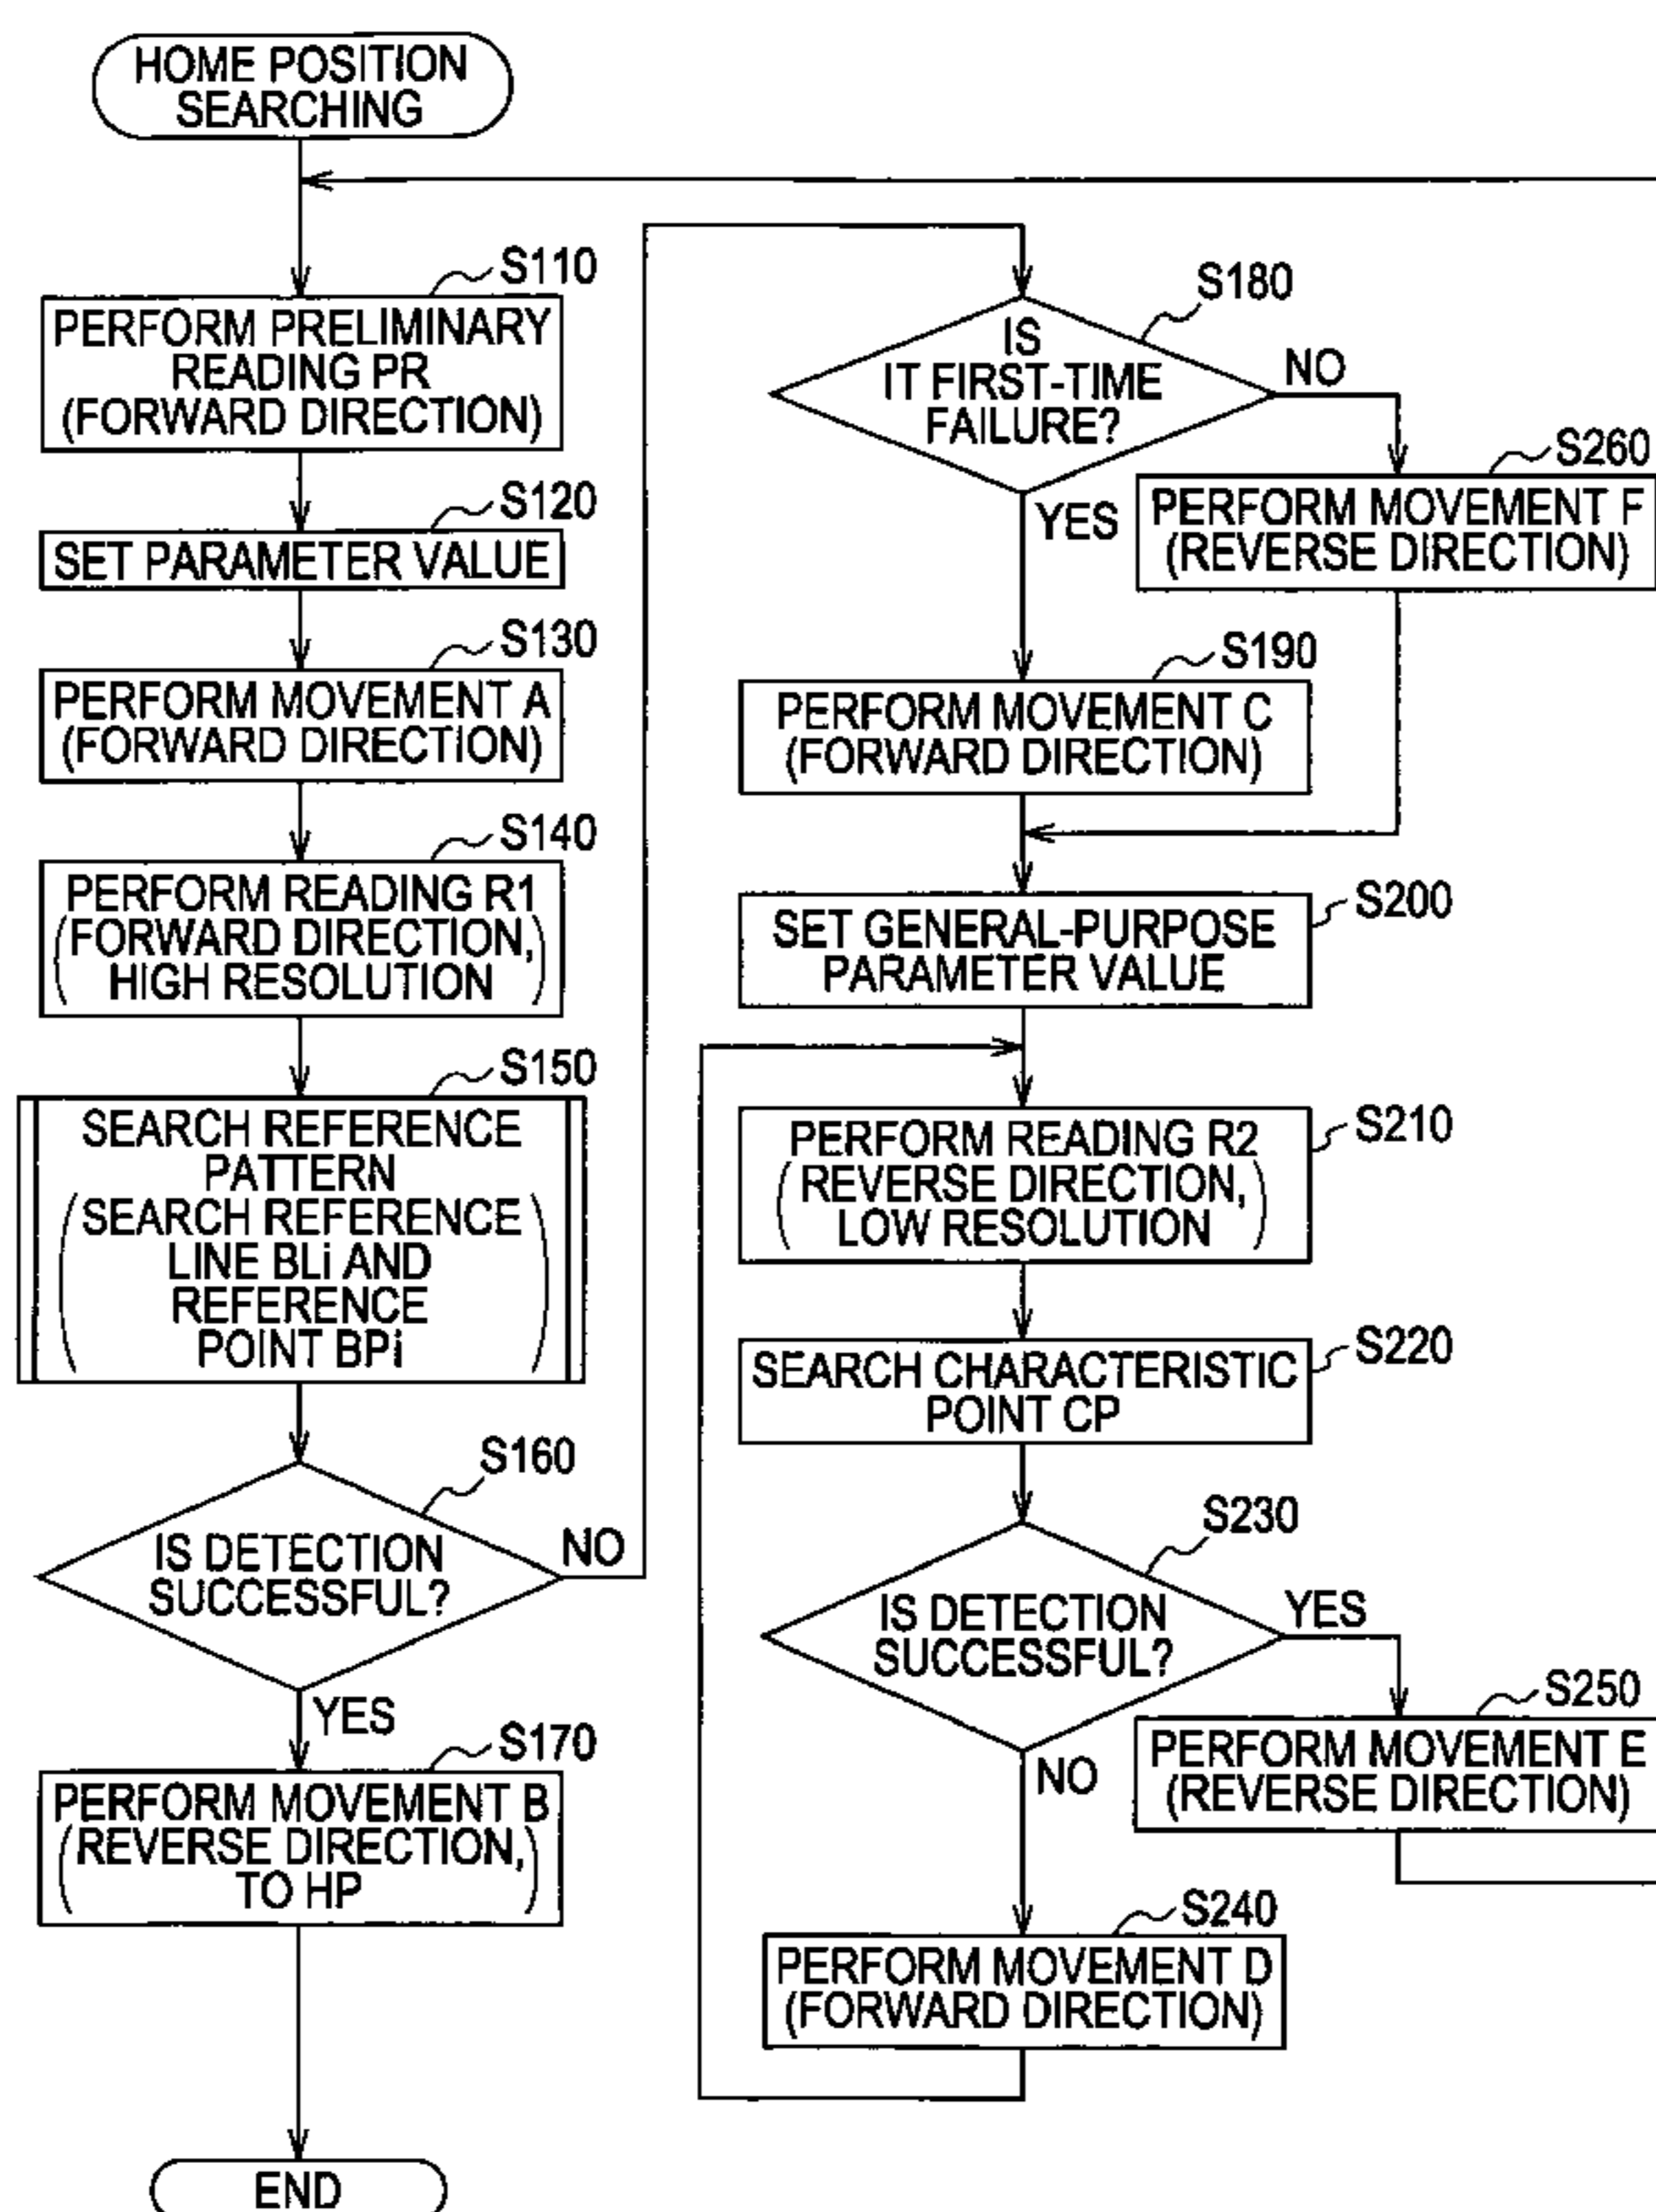 HOME POSITION
SEARCHING
S110
PERFORM PRELIMINARY
READING PR
(FORWARD DIRECTION)
S120
SET PARAMETER VALUE
S130
PERFORM MOVEMENT A
(FORWARD DIRECTION)
S140
PERFORM READING R1
(FORWARD DIRECTION,
HIGH RESOLUTION)
S150
SEARCH REFERENCE
PATTERN
(SEARCH REFERENCE
LINE BLi AND
REFERENCE
POINT BPi)
S160
IS DETECTION
SUCCESSFUL?
NO
YES
S170
PERFORM MOVEMENT B
(REVERSE DIRECTION,
TO HP)
END
S180
IS
IT FIRST-TIME
FAILURE?
NO
YES
S260
PERFORM MOVEMENT F
(REVERSE DIRECTION)
S190
PERFORM MOVEMENT C
(FORWARD DIRECTION)
S200
SET GENERAL-PURPOSE
PARAMETER VALUE
S210
PERFORM READING R2
(REVERSE DIRECTION,
LOW RESOLUTION)
S220
SEARCH CHARACTERISTIC
POINT CP
S230
IS DETECTION
SUCCESSFUL?
YES
NO
S250
PERFORM MOVEMENT E
(REVERSE DIRECTION)
S240
PERFORM MOVEMENT D
(FORWARD DIRECTION)